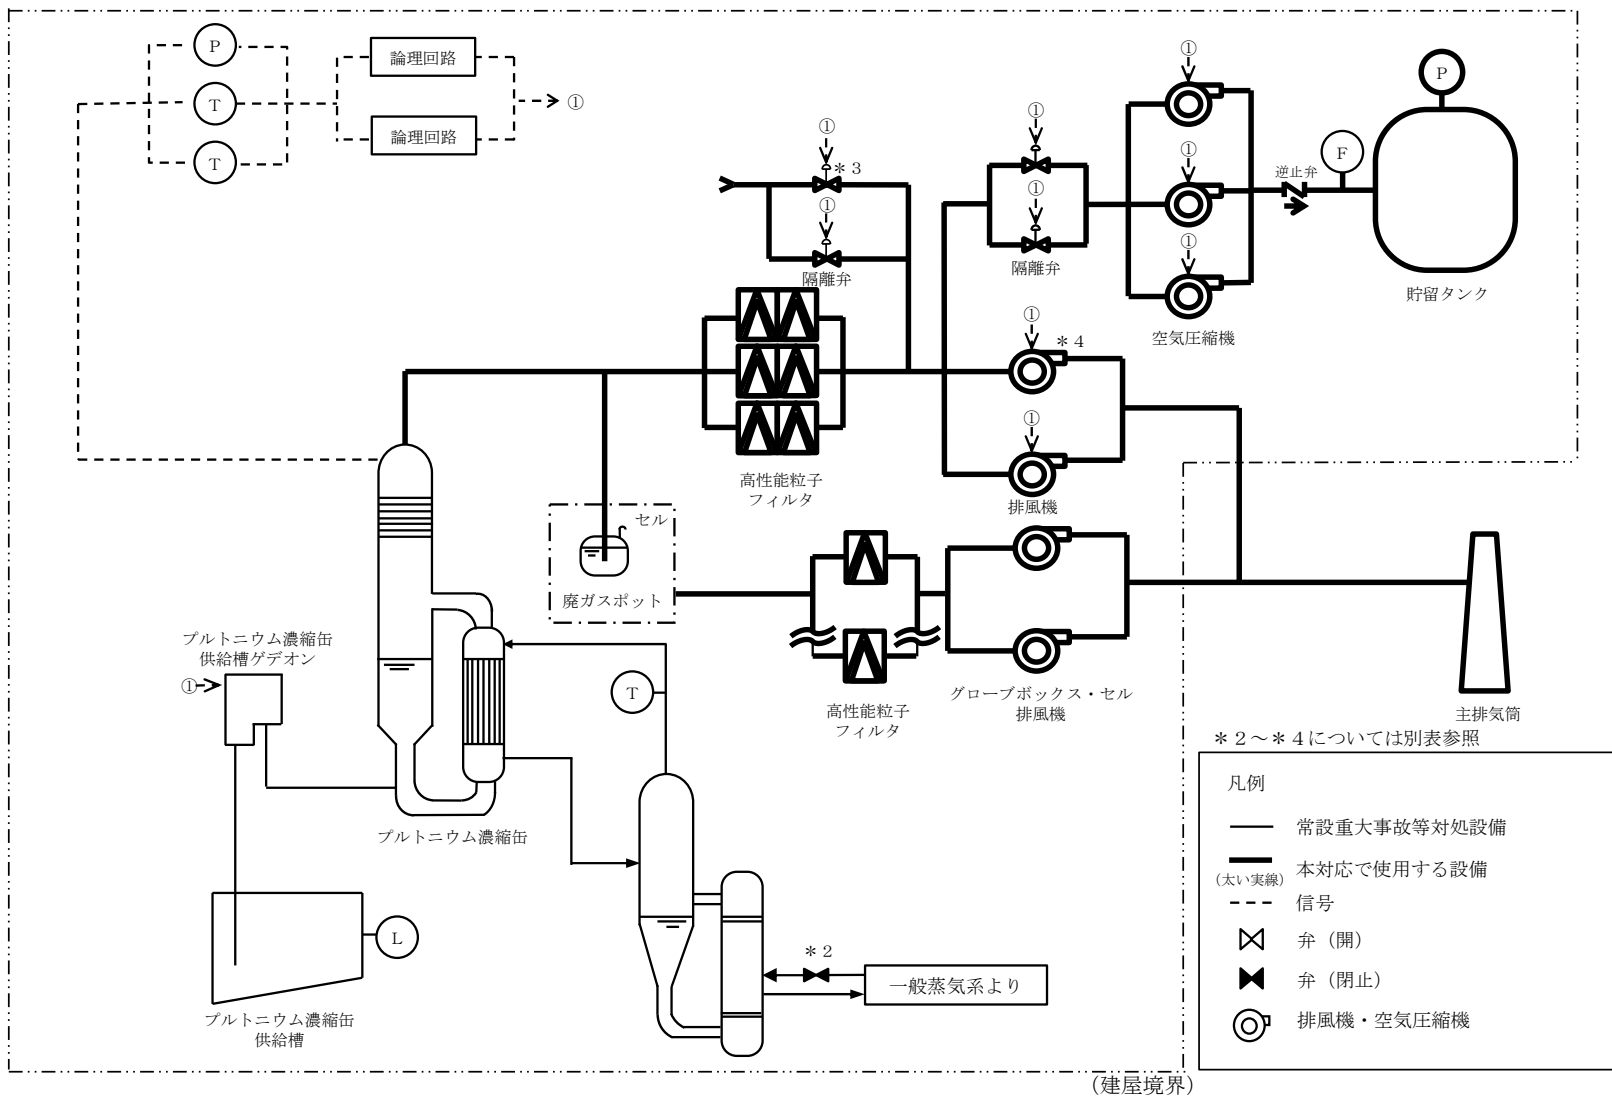 P
T
T
論理回路
論理回路
①
①
＊3
①
隔離弁
①
①
隔離弁
①
①
①
空気圧縮機
逆止弁
F
P
貯留タンク
①
＊4
①
排風機
高性能粒子
フィルタ
セル
廃ガスポット
高性能粒子
フィルタ
グローブボックス・セル
排風機
主排気筒
プルトニウム濃縮缶
供給槽ゲデオン
①
T
プルトニウム濃縮缶
L
プルトニウム濃縮缶
供給槽
＊2
一般蒸気系より
＊2～＊4については別表参照
凡例
常設重大事故等対処設備
本対応で使用する設備
（太い実線）
信号
弁（開）
弁（閉止）
排風機・空気圧縮機
（建屋境界）